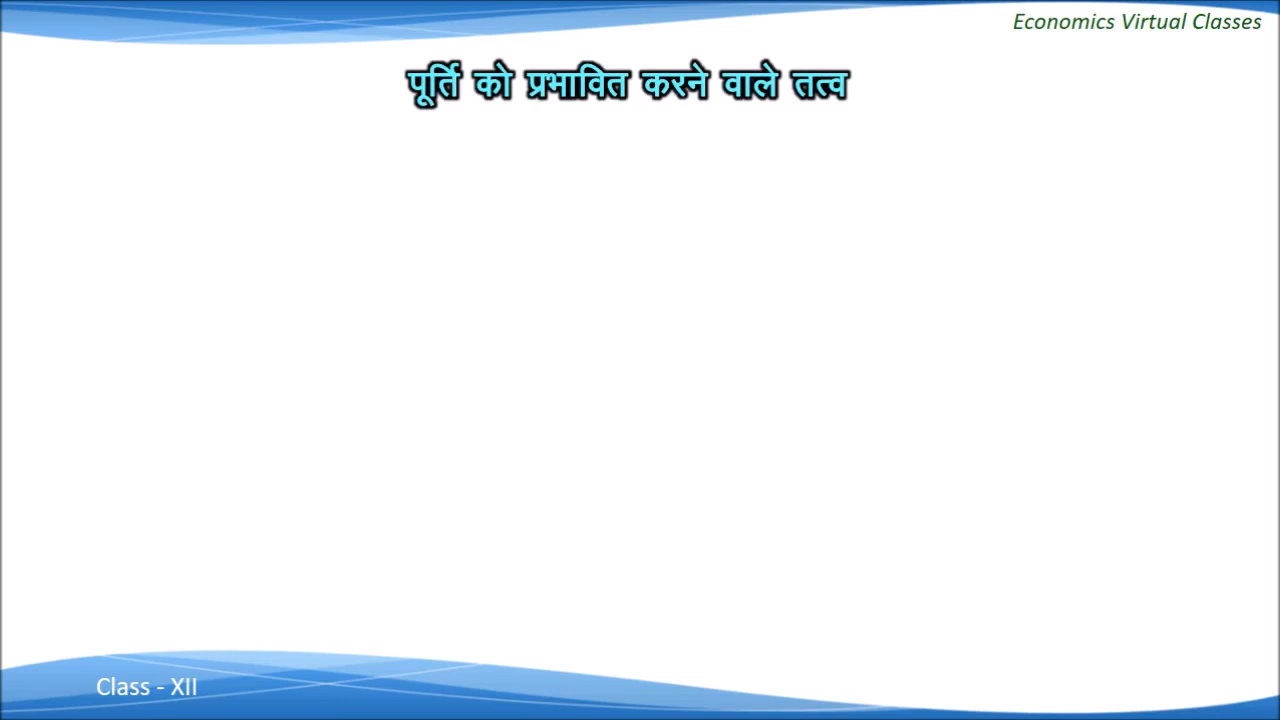 Economics Virtual Classes
पूर्ति को प्रभावित करने वाले तत्व
Class - XII